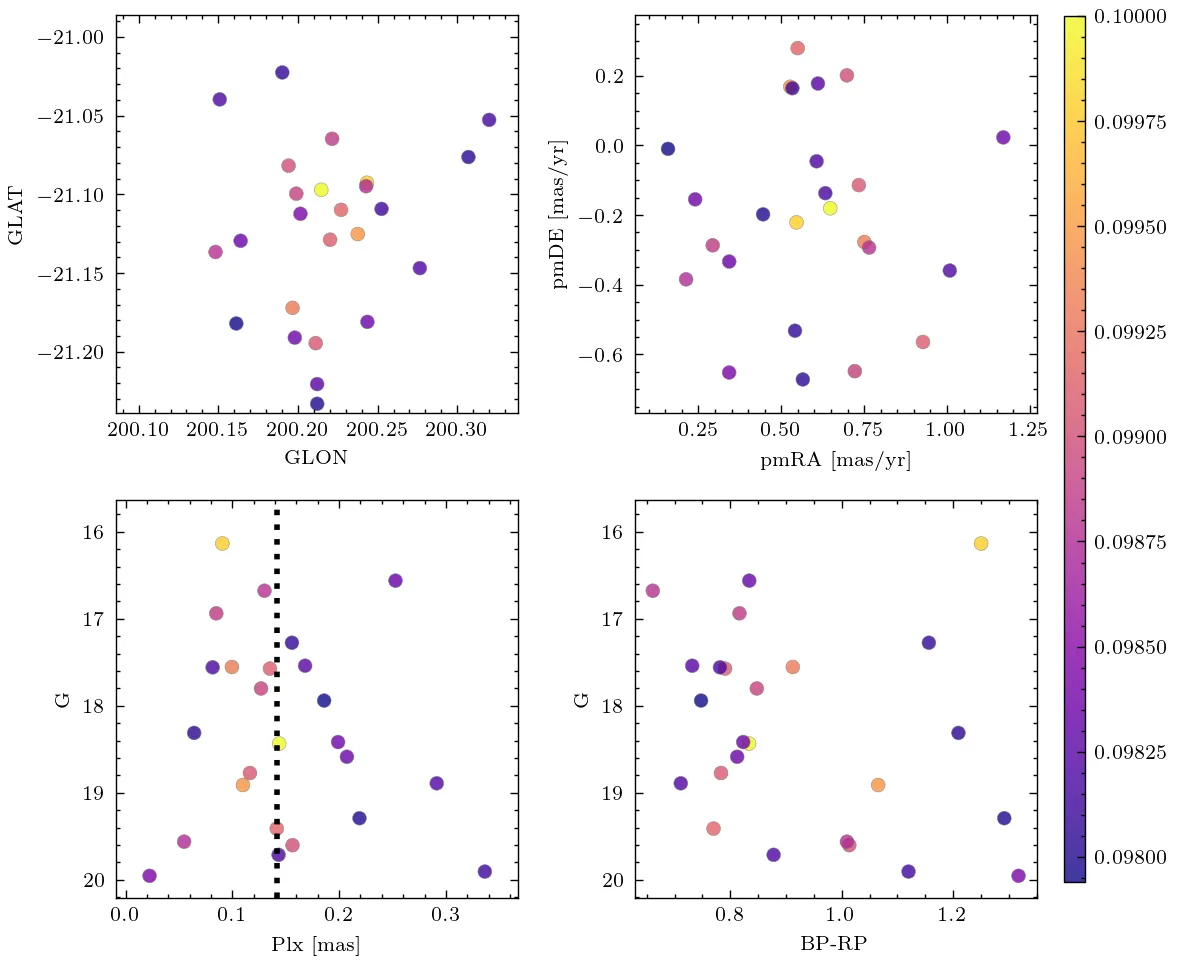 −21.00
−21.05
−21.10
−21.15
−21.20
GLAT
200.10 200.15 200.20 200.25 200.30
GLON
0.2
0.0
−0.2
−0.4
−0.6
pmDE [mas/yr]
0.25 0.50 0.75 1.00 1.25
pmRA [mas/yr]
16
17
18
19
20
G
0.0 0.1 0.2 0.3
Plx [mas]
16
17
18
19
20
G
0.8 1.0 1.2
BP-RP
0.10000
0.09975
0.09950
0.09925
0.09900
0.09875
0.09850
0.09825
0.09800